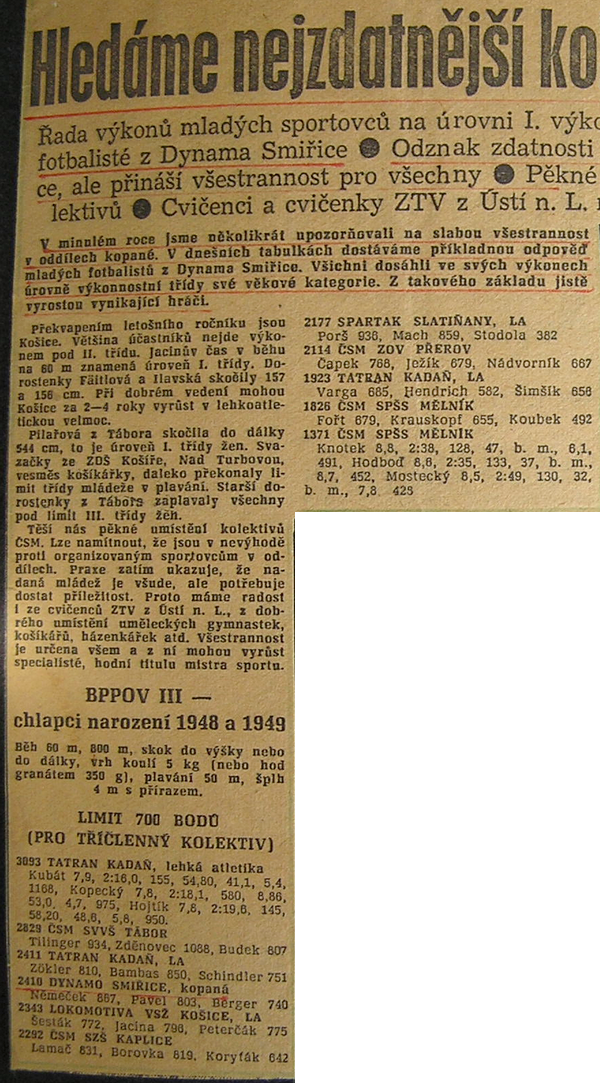 Hledáme nejzdatnější ko
Řada výkonů mladých sportovců na úrovni I. výko
fotbalisté z Dynama Smiřice ● Odznak zdatnosti
ce, ale přináší všestrannost pro všechny ● Pěkné
lektivů ● Cvičenci a cvičenky ZTV z Ústí n. L.
V minulém roce jsme několikrát upozorňovali na slabou všestrannost
v oddílech kopané. V dnešních tabulkách dostáváme příkladnou odpověď
mladých fotbalistů z Dynama Smiřice. Všichni dosáhli ve svých výkonech
úrovně výkonnostní třídy své věkové kategorie. Z takového základu jistě
vyrostou vynikající hráči.
Překvapením letošního ročníku jsou
Košice. Většina účastníků nejde výko-
nem pod II. třídu. Jacinův čas v běhu
na 60 m znamená úroveň I. třídy. Do-
rostenky Fäitlová a Ilavská skočily 157
a 156 cm. Při dobrém vedení mohou
Košice za 2—4 roky vyrůst v lehkoatle-
tickou velmoc.
Pilařová z Tábora skočila do dálky
544 cm, to je úroveň I. třídy žen. Sva-
začky ze ZDŠ Košíře, Nad Turbovou,
vesměs košíkářky, daleko překonaly li-
mit třídy mládeže v plavání. Starší do-
rostenky z Tábora zaplavaly všechny
pod limit III. třídy žen.
Těší nás pěkné umístění kolektivů
ČSM. Lze namítnout, že jsou v nevýhodě
proti organizovaným sportovcům v od-
dílech. Praxe zatím ukazuje, že na-
daná mládež je všude, ale potřebuje
dostat příležitost. Proto máme radost
i ze cvičenců ZTV z Ústí n. L., z dob-
rého umístění uměleckých gymnastek,
košíkářů, házenkářek atd. Všestrannost
je určena všem a z ní mohou vyrůst
specialisté, hodní titulu mistra sportu.
BPPOV III —
chlapci narození 1948 a 1949
Běh 60 m, 800 m, skok do výšky nebo
do dálky, vrh koulí 5 kg (nebo hod
granátem 350 g), plavání 50 m, šplh
4 m s přírazem.
LIMIT 700 BODŮ
(PRO TŘÍČLENNÝ KOLEKTIV)
3093 TATRAN KADAŇ, lehká atletika
Kubát 7,9, 2:16,0, 155, 54,80, 41,1, 5,4,
1168, Kopecký 7,8, 2:18,1, 580, 8,86,
53,0, 4,7, 975, Hojtík 7,8, 2:19,6, 145,
58,20, 48,6, 5,8, 950.
2829 ČSM SVVŠ TÁBOR
Tilinger 934, Zděnovec 1088, Budek 807
2411 TATRAN KADAŇ, LA
Zökler 810, Bambas 850, Schindler 751
2410 DYNAMO SMIŘICE, kopaná
Němeček 867, Pavel 803, Berger 740
2343 LOKOMOTIVA VSŽ KOŠICE, LA
Šesták 772, Jacina 796, Peterčák 775
2292 ČSM SZŠ KAPLICE
Lamač 831, Borovka 819, Koryťák 642
2177 SPARTAK SLATIŇANY, LA
Porš 936, Mach 859, Stodola 382
2114 ČSM ZOV PŘEROV
Čapek 768, Ježík 679, Nádvorník 667
1923 TATRAN KADAŇ, LA
Varga 685, Hendrich 582, Šimšík 656
1826 ČSM SPŠS MĚLNÍK
Fořt 679, Krauskopf 655, Koubek 492
1371 ČSM SPŠS MĚLNÍK
Knotek 8,8, 2:38, 128, 47, b. m., 6,1,
491, Hodboď 8,8, 2:35, 133, 37, b. m.,
8,7, 452, Mostecký 8,5, 2:49, 130, 32,
b. m., 7,8 428